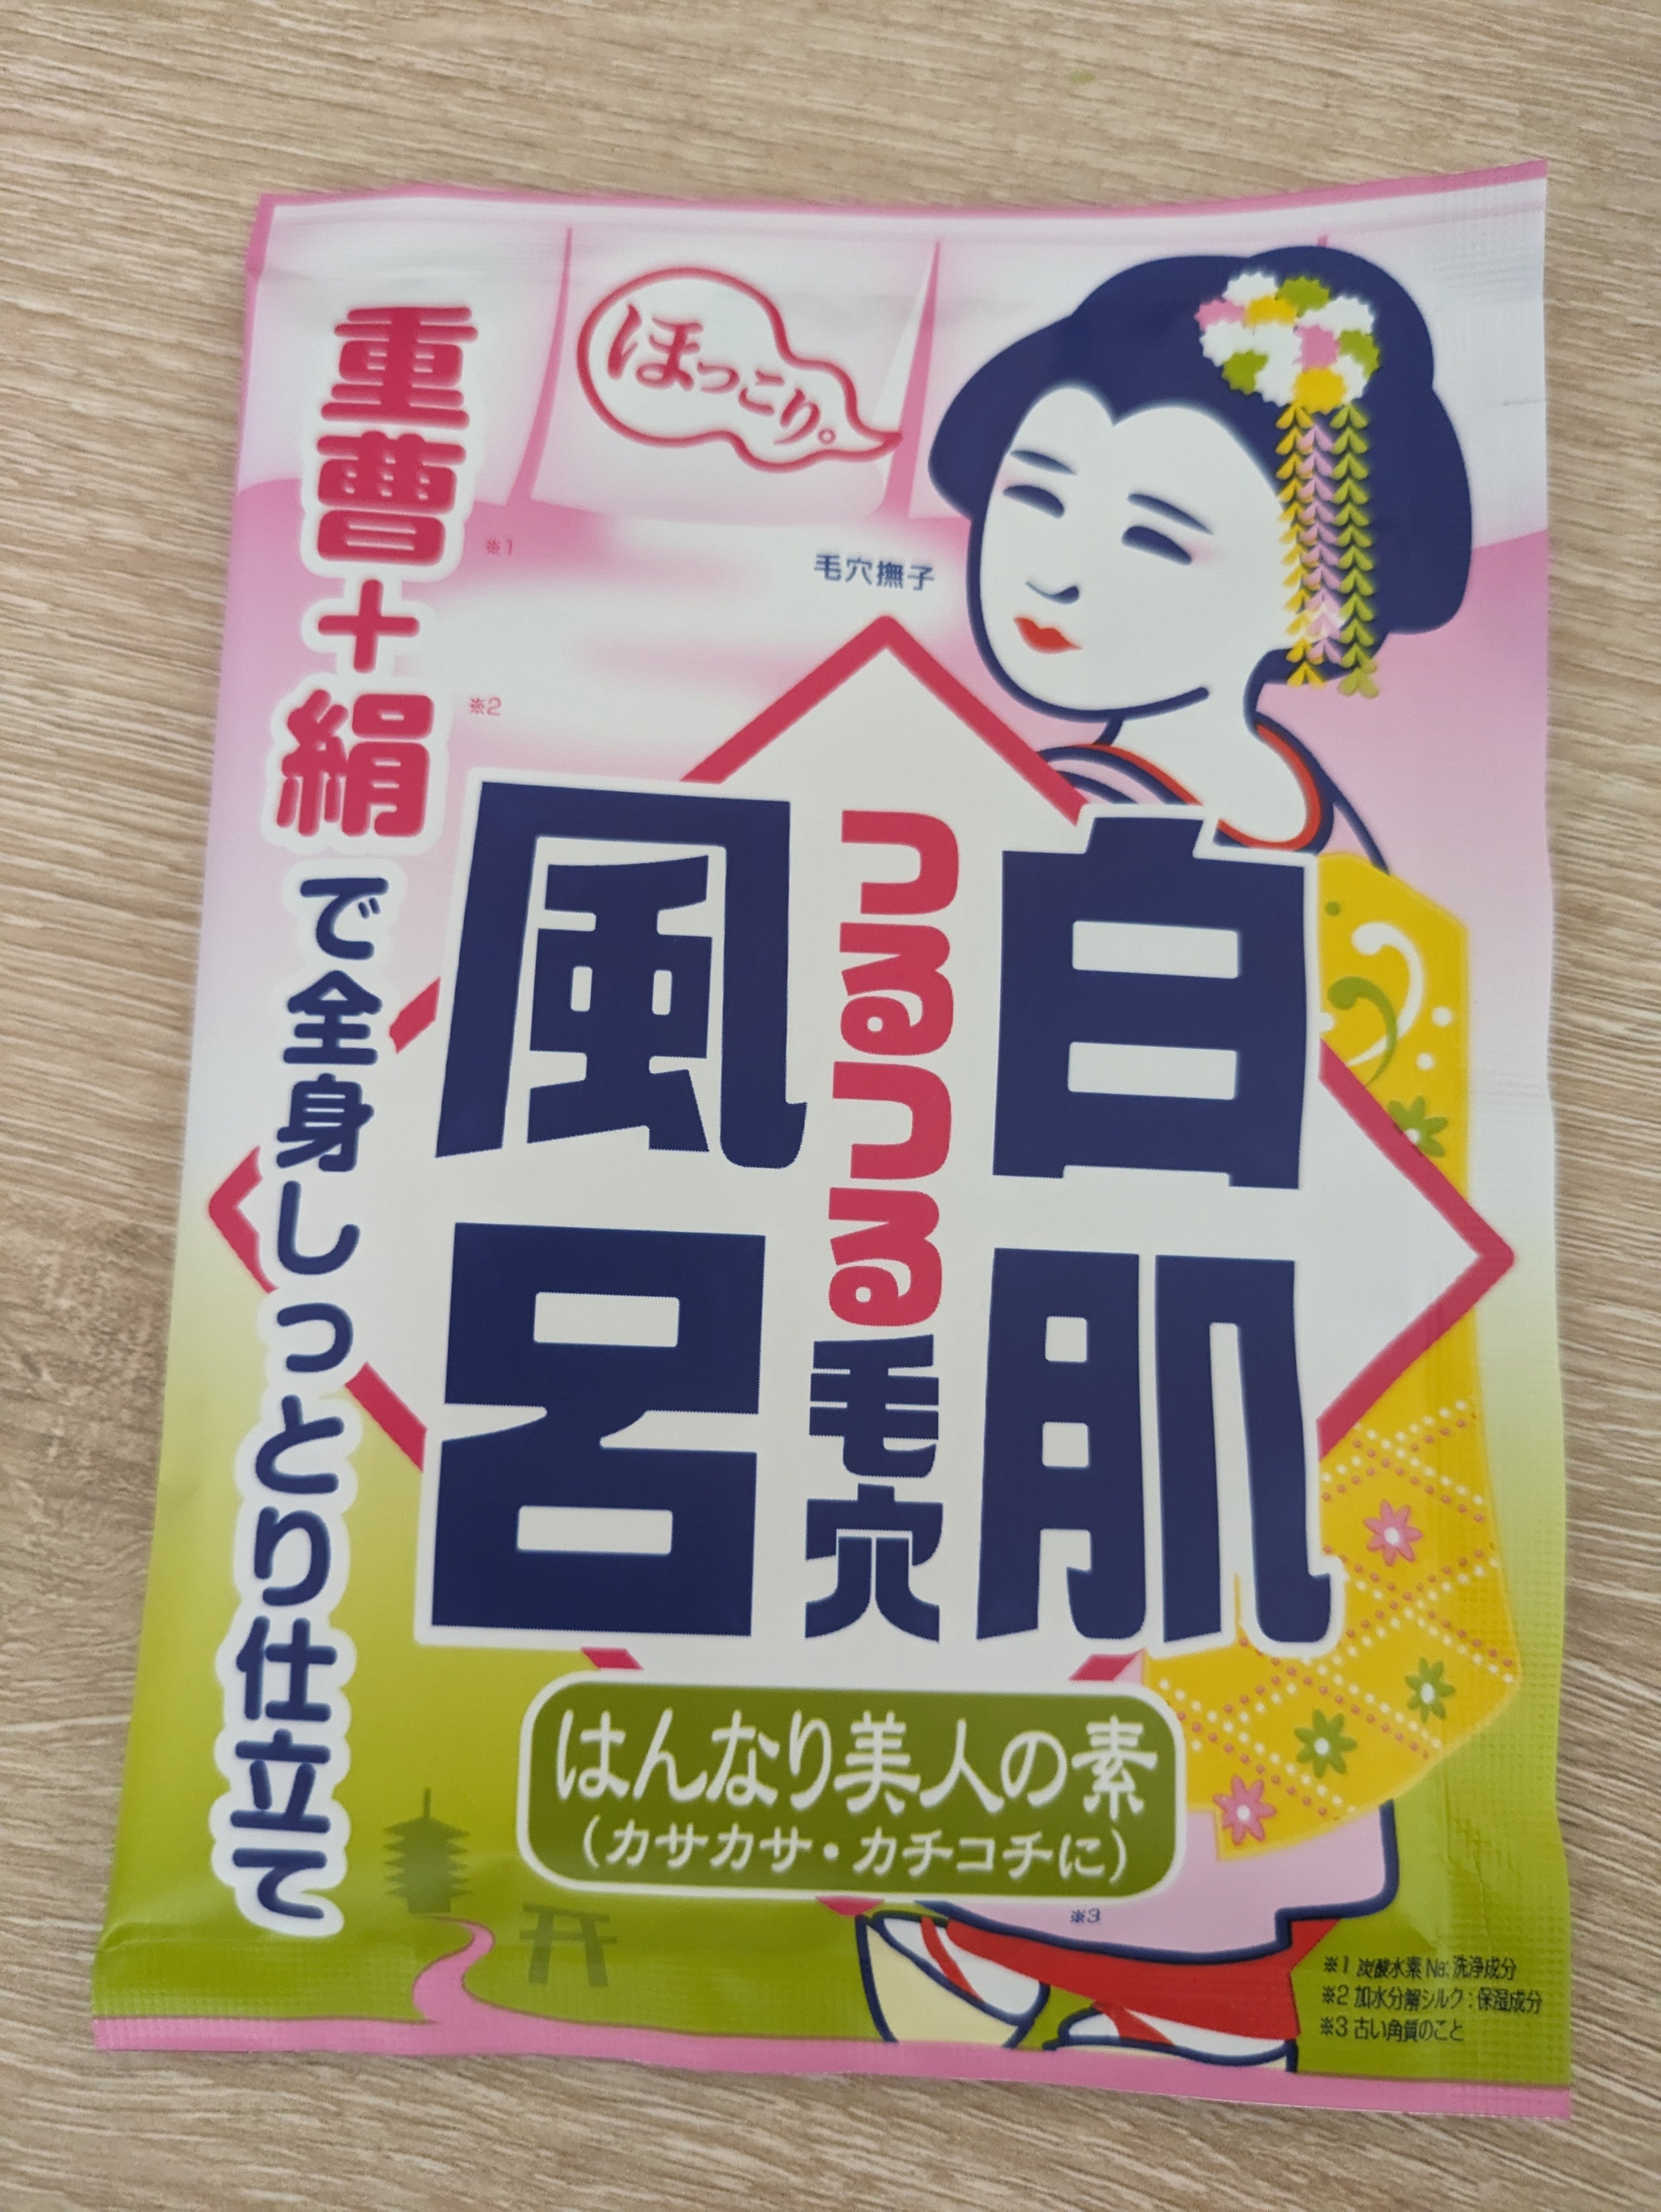 ほっこり。
毛穴撫子
重曹※1+絹※2で全身しっとり仕立て
白肌
つるつる毛穴
風呂
はんなり美人の素
(カサカサ・カチコチに)
※3
※1 炭酸水素Na:洗浄成分
※2 加水分解シルク:保湿成分
※3 古い角質のこと